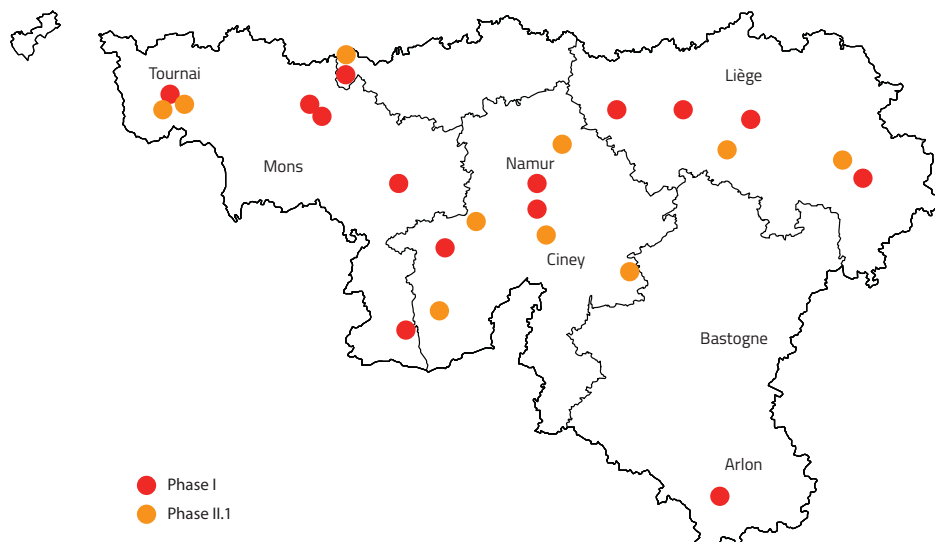 Tournai
Liège
Mons
Namur
Ciney
Bastogne
Arlon
Phase I
Phase II.1